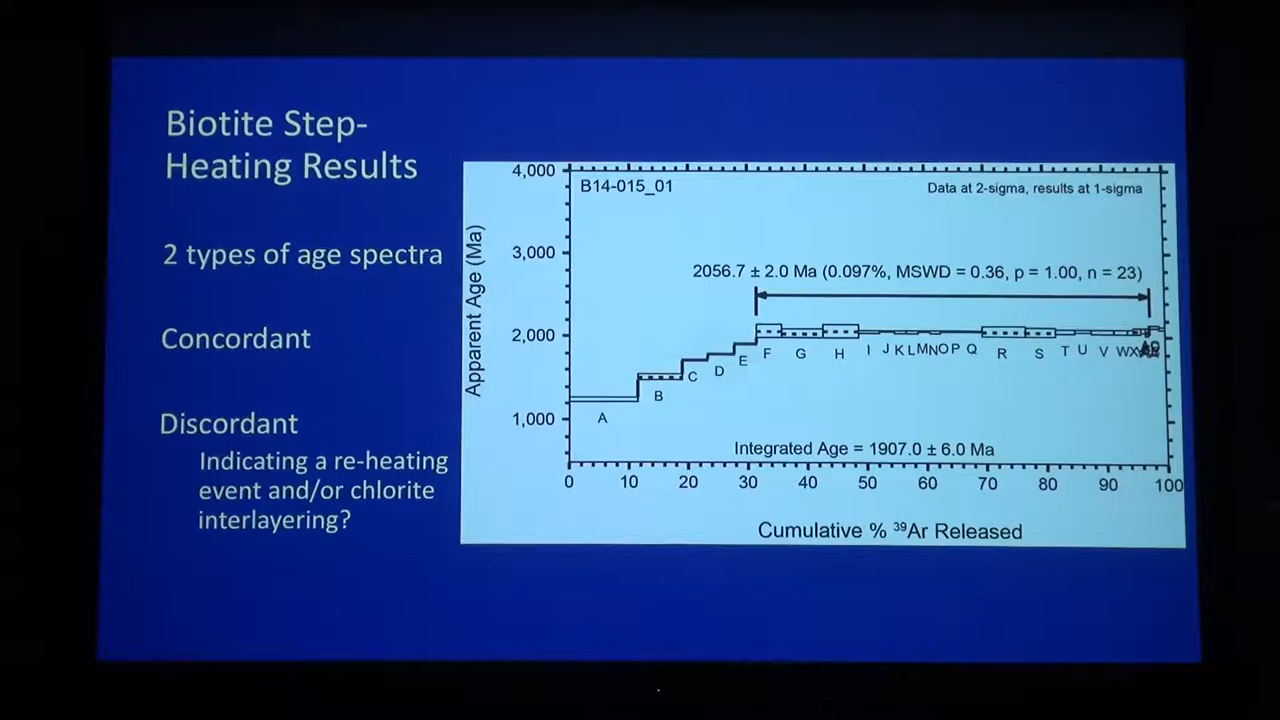 Biotite Step-
Heating Results
2 types of age spectra
Concordant
Discordant
Indicating a re-heating
event and/or chlorite
interlayering?
B14-015_01
Data at 2-sigma, results at 1-sigma
2056.7 ± 2.0 Ma (0.097%, MSWD = 0.36, p = 1.00, n = 23)
Apparent Age (Ma)
4,000
3,000
2,000
1,000
A
B
C
D
E
F
G
H
I
J
K
L
M
N
O
P
Q
R
S
T
U
V
W
X
Integrated Age = 1907.0 ± 6.0 Ma
0 10 20 30 40 50 60 70 80 90 100
Cumulative % ³⁹Ar Released